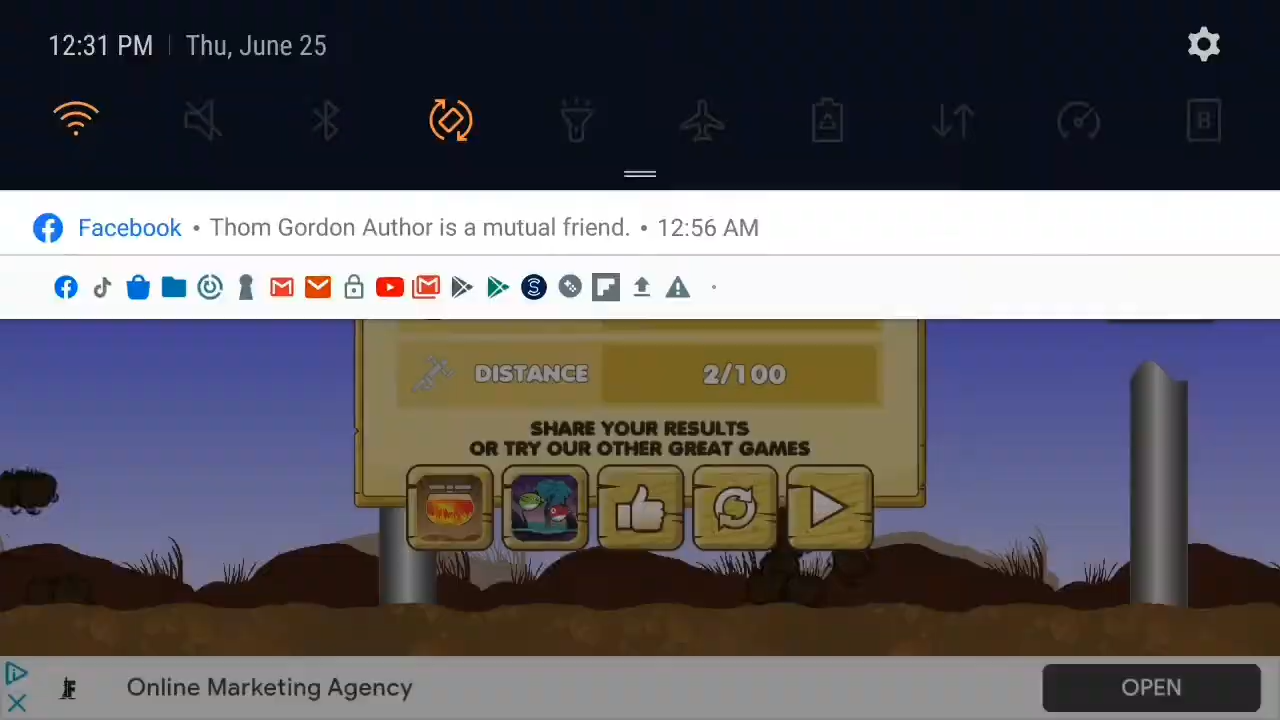 12:31 PM | Thu, June 25
B
Facebook • Thom Gordon Author is a mutual friend. • 12:56 AM
DISTANCE 2/100
SHARE YOUR RESULTS
OR TRY OUR OTHER GREAT GAMES
Online Marketing Agency OPEN